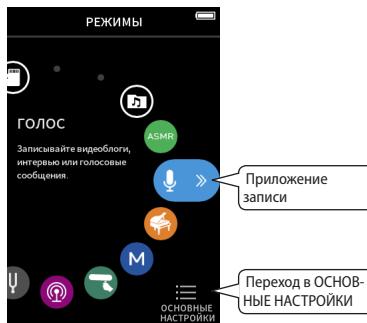 РЕЖИМЫ
ASMR
ГОЛОС
Записывайте видеоблоги,
интервью или голосовые
сообщения.
M
ОСНОВНЫЕ
НАСТРОЙКИ
Приложение
записи
Переход в ОСНОВ-
НЫЕ НАСТРОЙКИ